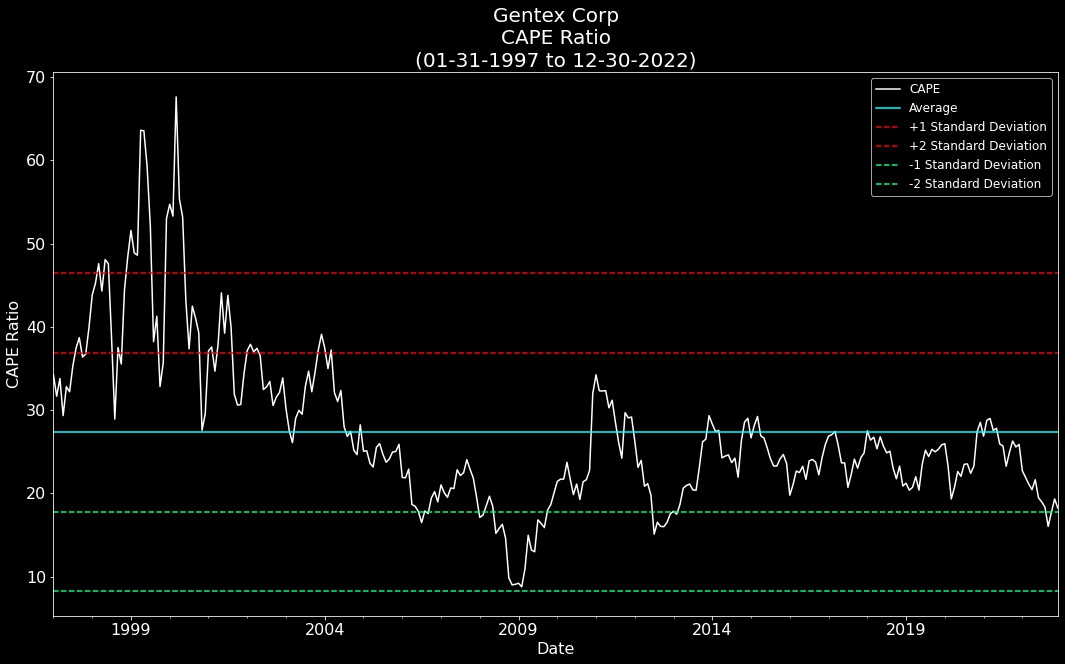 Gentex Corp
CAPE Ratio
(01-31-1997 to 12-30-2022)
CAPE
Average
+1 Standard Deviation
+2 Standard Deviation
-1 Standard Deviation
-2 Standard Deviation
CAPE Ratio
70
60
50
40
30
20
10
1999 2004 2009 2014 2019
Date